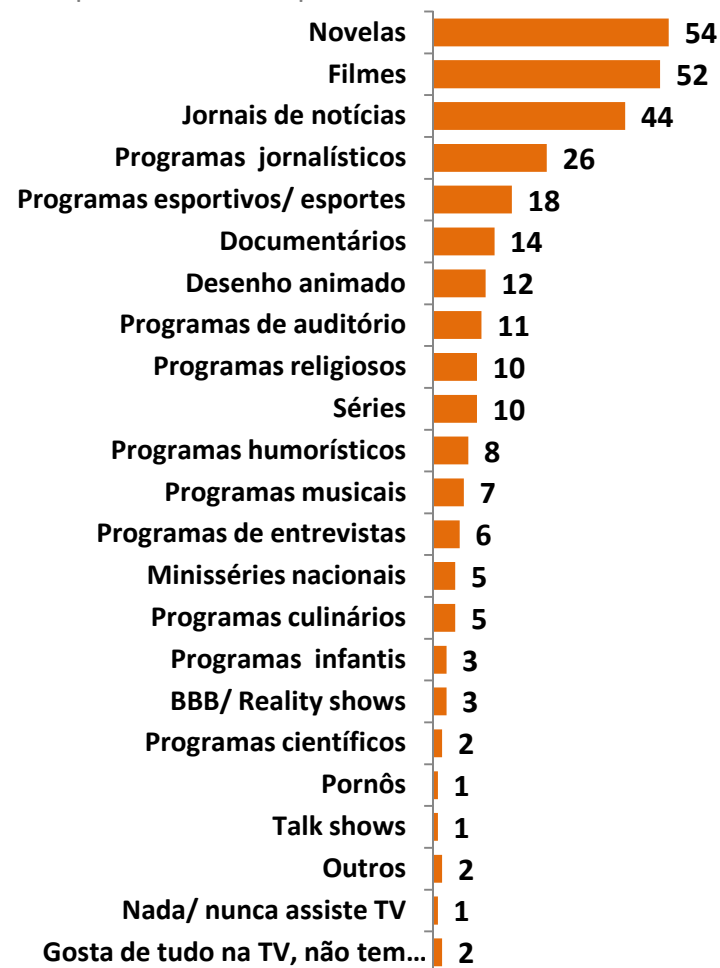 Novelas 54
Filmes 52
Jornais de notícias 44
Programas jornalísticos 26
Programas esportivos/ esportes 18
Documentários 14
Desenho animado 12
Programas de auditório 11
Programas religiosos 10
Séries 10
Programas humorísticos 8
Programas musicais 7
Programas de entrevistas 6
Minisséries nacionais 5
Programas culinários 5
Programas infantis 3
BBB/ Reality shows 3
Programas científicos 2
Pornôs 1
Talk shows 1
Outros 2
Nada/ nunca assiste TV 1
Gosta de tudo na TV, não tem… 2